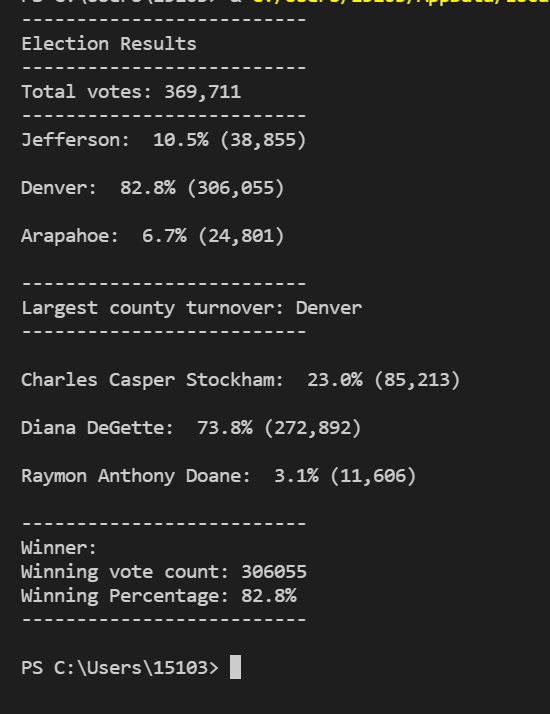 --------------------------
Election Results
--------------------------
Total votes: 369,711
--------------------------
Jefferson:  10.5% (38,855)
Denver:  82.8% (306,055)
Arapahoe:  6.7% (24,801)
--------------------------
Largest county turnover: Denver
--------------------------
Charles Casper Stockham:  23.0% (85,213)
Diana DeGette:  73.8% (272,892)
Raymon Anthony Doane:  3.1% (11,606)
--------------------------
Winner:
Winning vote count: 306055
Winning Percentage: 82.8%
--------------------------
PS C:\Users\15103>